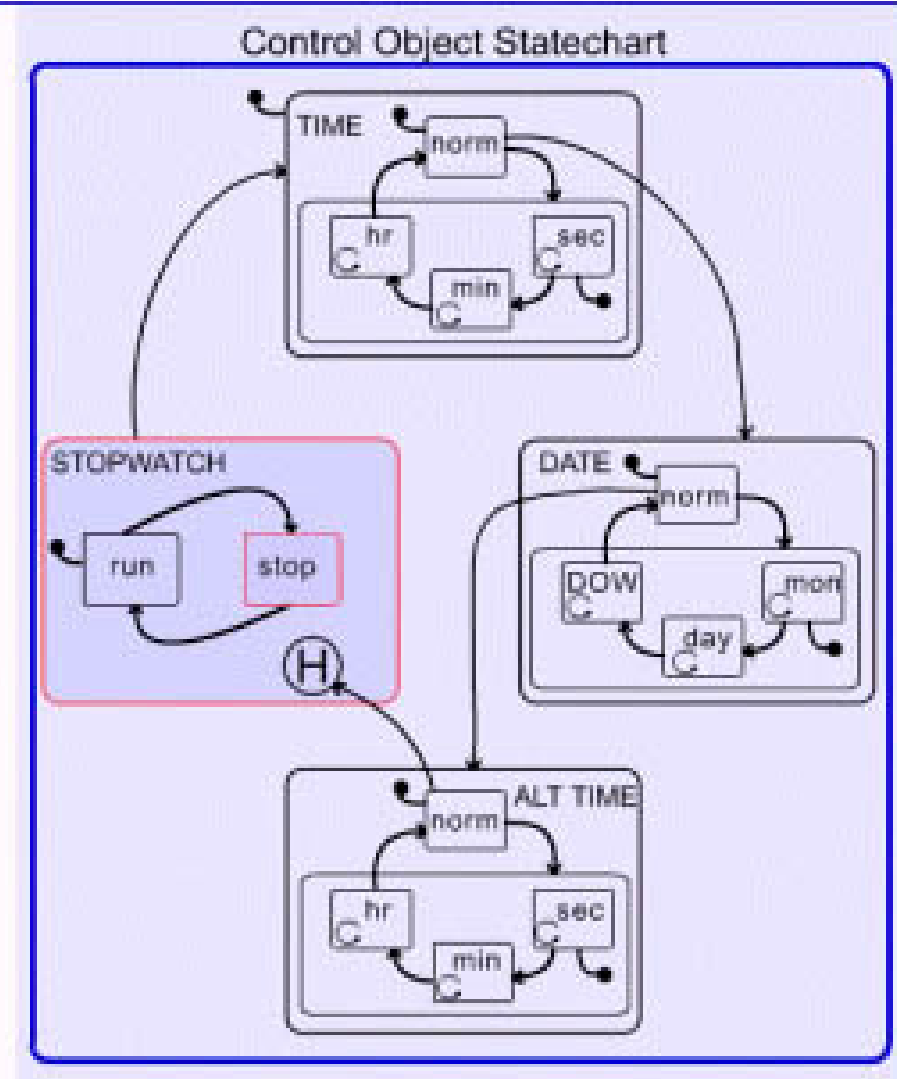 Control Object Statechart
TIME
norm
hr
sec
min
STOPWATCH
run
stop
H
DATE
norm
DOW
mon
day
ALT TIME
norm
hr
sec
min